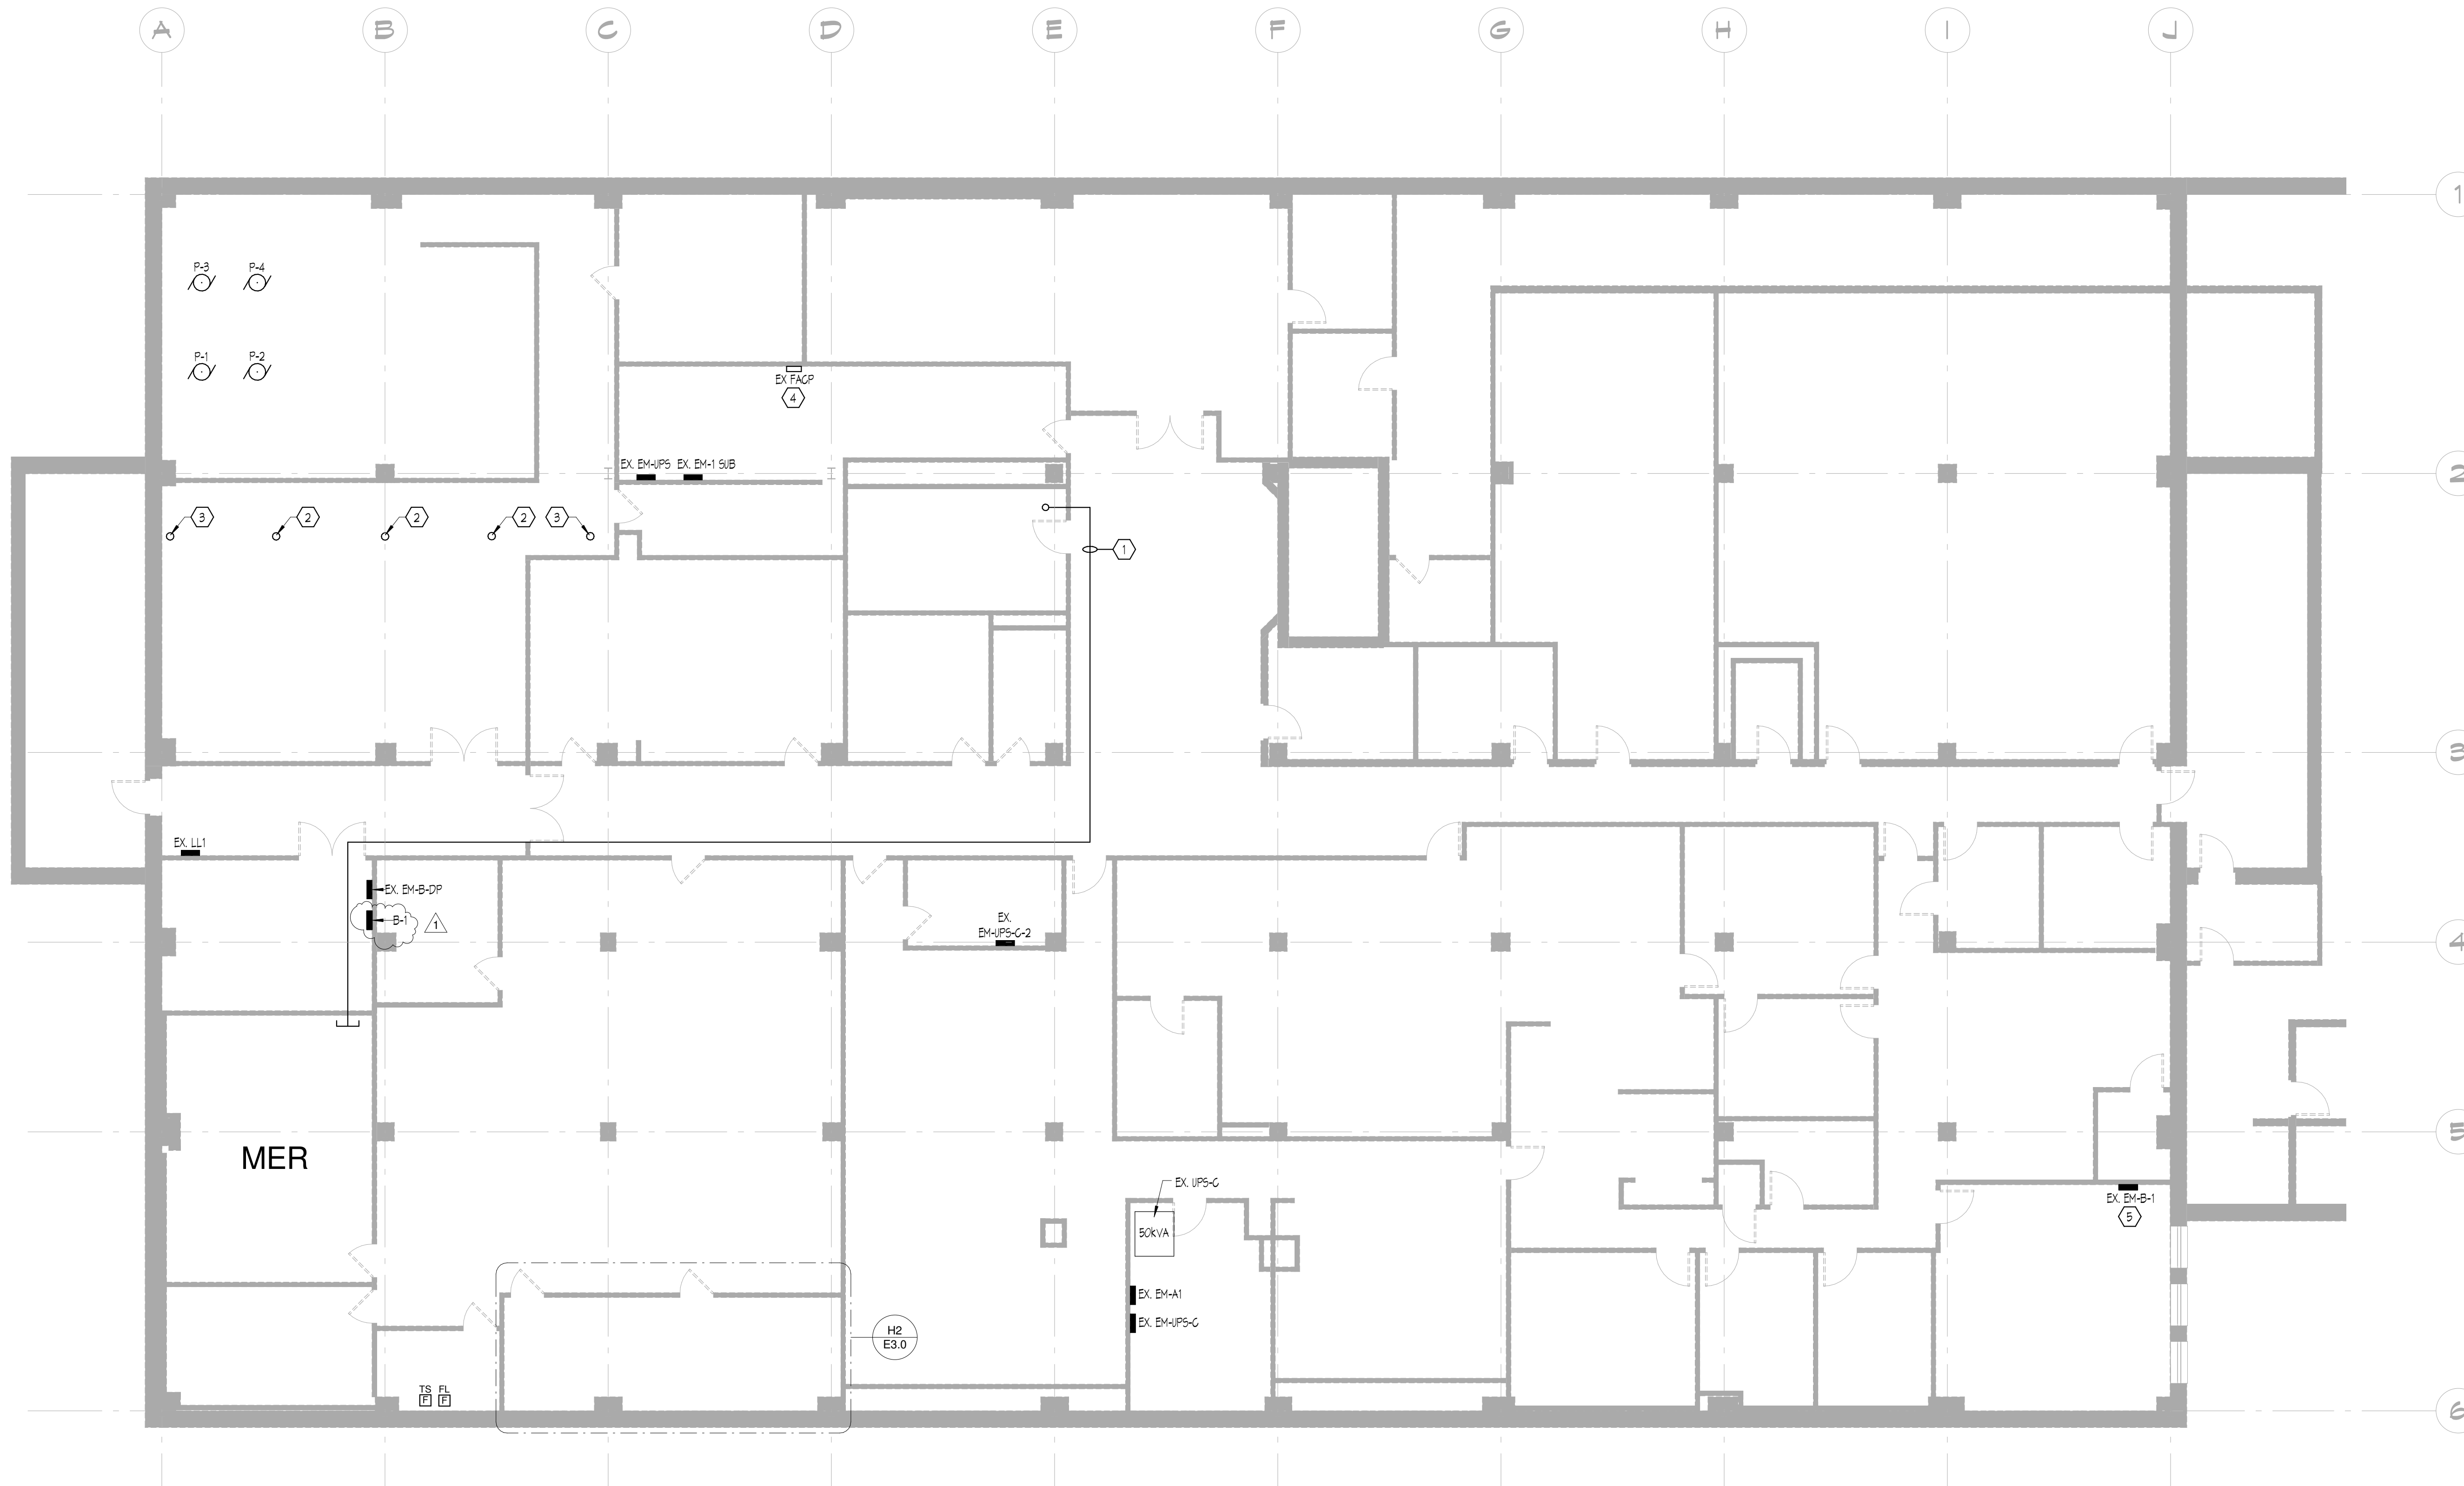 A B C D E F G H I J
1
P-3 P-4
P-1 P-2
EX FACP
4
EX. EM-UPS EX. EM-1 SUB
2
3 2 2 2 3
1
3
EX. LL1
EX. EM-B-DP
B-1 1
EX.
EM-UPS-C-2
4
5
MER
EX. UPS-C
50kVA
EX. EM-B-1
5
EX. EM-A1
EX. EM-UPS-C
H2
E3.0
TS FL
F F
6